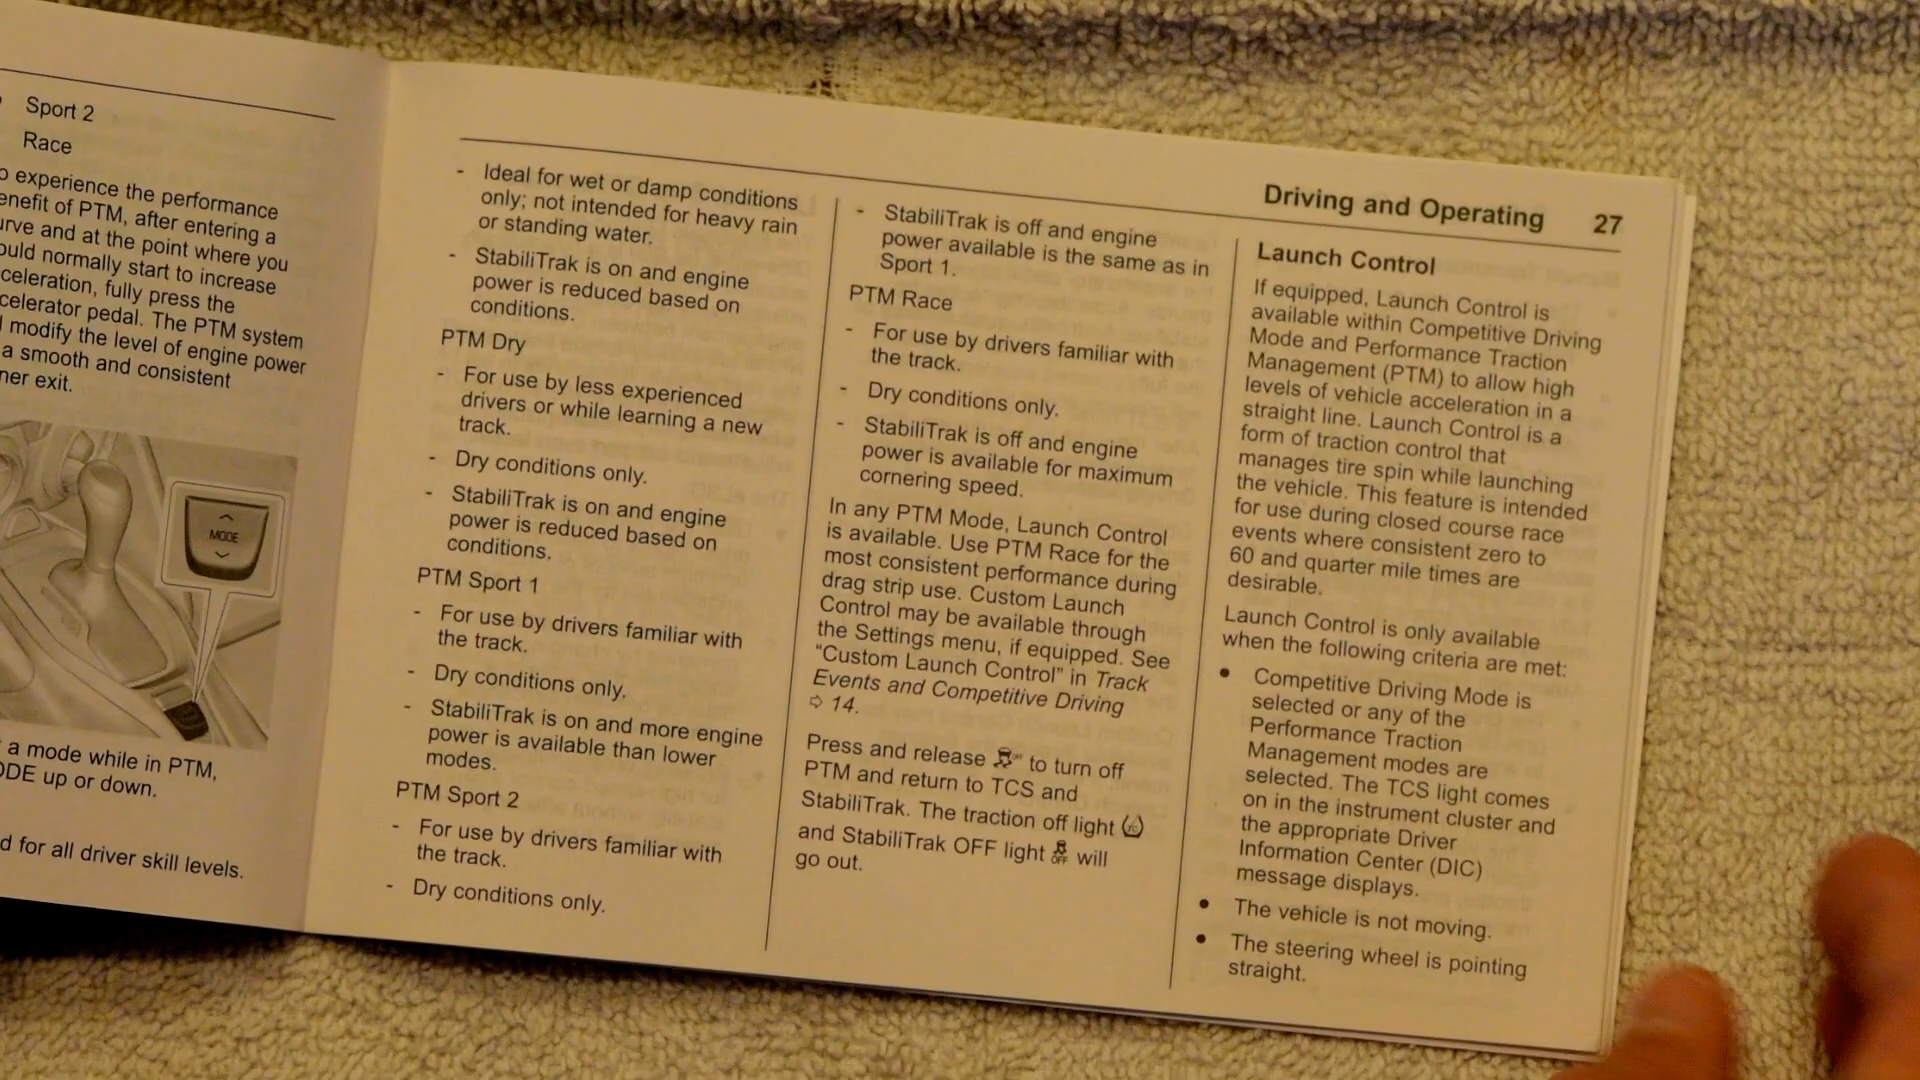 Sport 2
Race
experience the performance
of PTM, after entering a
and at the point where you
normally start to increase
fully press the
pedal. The PTM system
modify the level of engine power
a smooth and consistent
exit.
MODE
a mode while in PTM,
up or down.
for all driver skill levels.
Driving and Operating 27
- Ideal for wet or damp conditions
only; not intended for heavy rain
or standing water.
- StabiliTrak is on and engine
power is reduced based on
conditions.
PTM Dry
- For use by less experienced
drivers or while learning a new
track.
- Dry conditions only.
- StabiliTrak is on and engine
power is reduced based on
conditions.
PTM Sport 1
- For use by drivers familiar with
the track.
- Dry conditions only.
- StabiliTrak is on and more engine
power is available than lower
modes.
PTM Sport 2
- For use by drivers familiar with
the track.
- Dry conditions only.
- StabiliTrak is off and engine
power available is the same as in
Sport 1.
PTM Race
- For use by drivers familiar with
the track.
- Dry conditions only.
- StabiliTrak is off and engine
power is available for maximum
cornering speed.
In any PTM Mode, Launch Control
is available. Use PTM Race for the
most consistent performance during
drag strip use. Custom Launch
Control may be available through
the Settings menu, if equipped. See
“Custom Launch Control” in Track
Events and Competitive Driving
⇨ 14.
Press and release to turn off
PTM and return to TCS and
StabiliTrak. The traction off light
and StabiliTrak OFF light OFF will
go out.
Launch Control
If equipped, Launch Control is
available within Competitive Driving
Mode and Performance Traction
Management (PTM) to allow high
levels of vehicle acceleration in a
straight line. Launch Control is a
form of traction control that
manages tire spin while launching
the vehicle. This feature is intended
for use during closed course race
events where consistent zero to
60 and quarter mile times are
desirable.
Launch Control is only available
when the following criteria are met:
• Competitive Driving Mode is
selected or any of the
Performance Traction
Management modes are
selected. The TCS light comes
on in the instrument cluster and
the appropriate Driver
Information Center (DIC)
message displays.
• The vehicle is not moving.
• The steering wheel is pointing
straight.